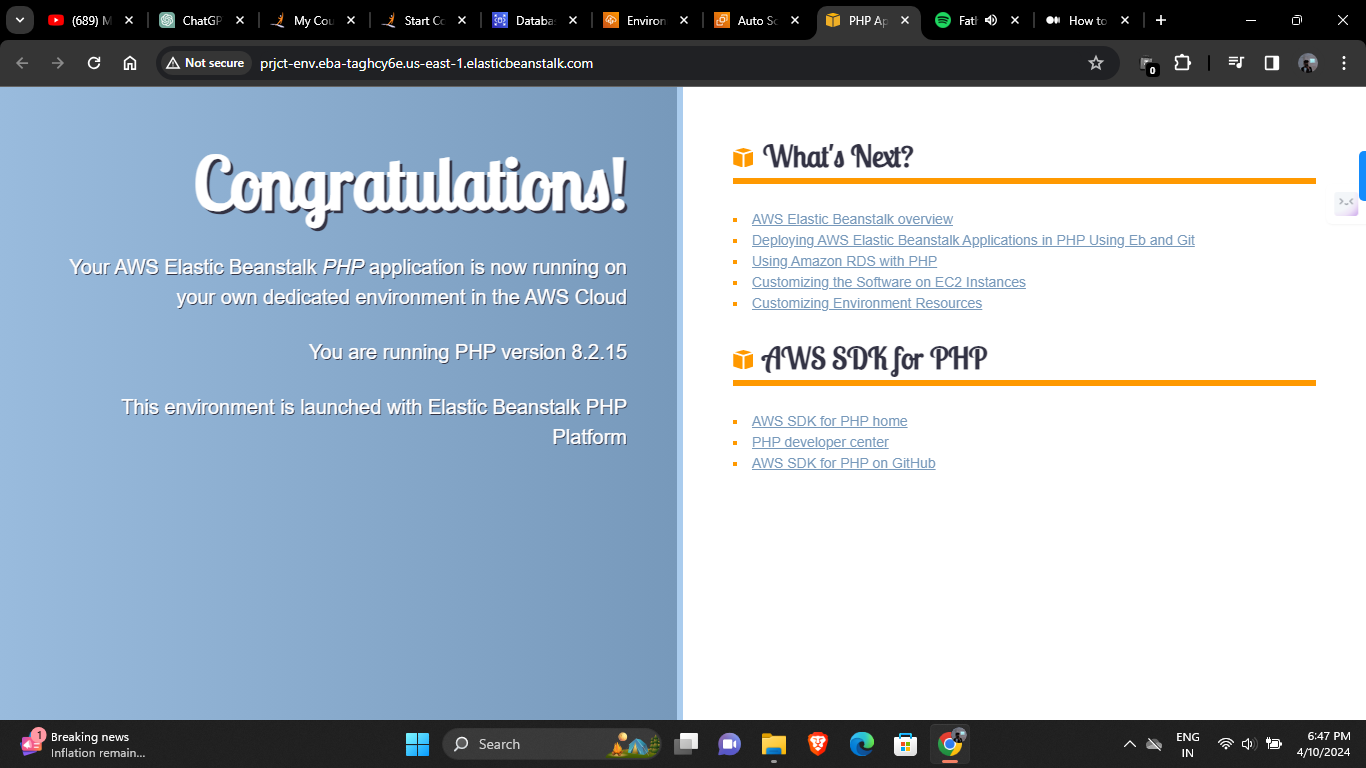 (689) M
ChatGP
My Cou
Start Co
Databa
Environ
Auto Sc
PHP Ap
Fat
How to
Not secure
prjct-env.eba-taghcy6e.us-east-1.elasticbeanstalk.com
0
Congratulations!
Your AWS Elastic Beanstalk PHP application is now running on
your own dedicated environment in the AWS Cloud
You are running PHP version 8.2.15
This environment is launched with Elastic Beanstalk PHP
Platform
What's Next?
AWS Elastic Beanstalk overview
Deploying AWS Elastic Beanstalk Applications in PHP Using Eb and Git
Using Amazon RDS with PHP
Customizing the Software on EC2 Instances
Customizing Environment Resources
AWS SDK for PHP
AWS SDK for PHP home
PHP developer center
AWS SDK for PHP on GitHub
1
Breaking news
Inflation remain...
Search
ENG
IN
6:47 PM
4/10/2024